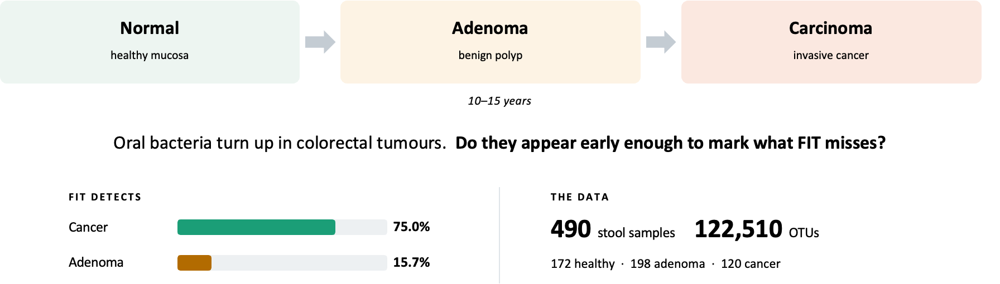 Normal
healthy mucosa
Adenoma
benign polyp
Carcinoma
invasive cancer
10–15 years
Oral bacteria turn up in colorectal tumours. Do they appear early enough to mark what FIT misses?
FIT DETECTS
Cancer 75.0%
Adenoma 15.7%
THE DATA
490 stool samples 122,510 OTUs
172 healthy · 198 adenoma · 120 cancer